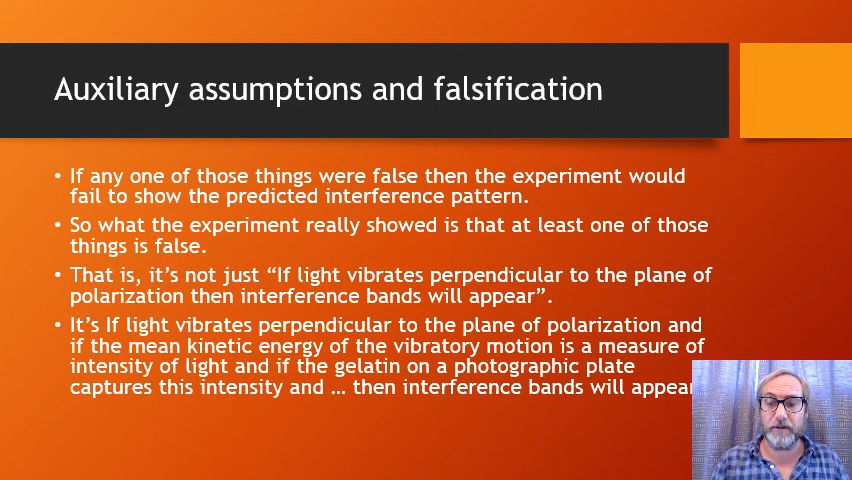 Auxiliary assumptions and falsification
• If any one of those things were false then the experiment would
fail to show the predicted interference pattern.
• So what the experiment really showed is that at least one of those
things is false.
• That is, it's not just “If light vibrates perpendicular to the plane of
polarization then interference bands will appear”.
• It's If light vibrates perpendicular to the plane of polarization and
if the mean kinetic energy of the vibratory motion is a measure of
intensity of light and if the gelatin on a photographic plate
captures this intensity and … then interference bands will appear